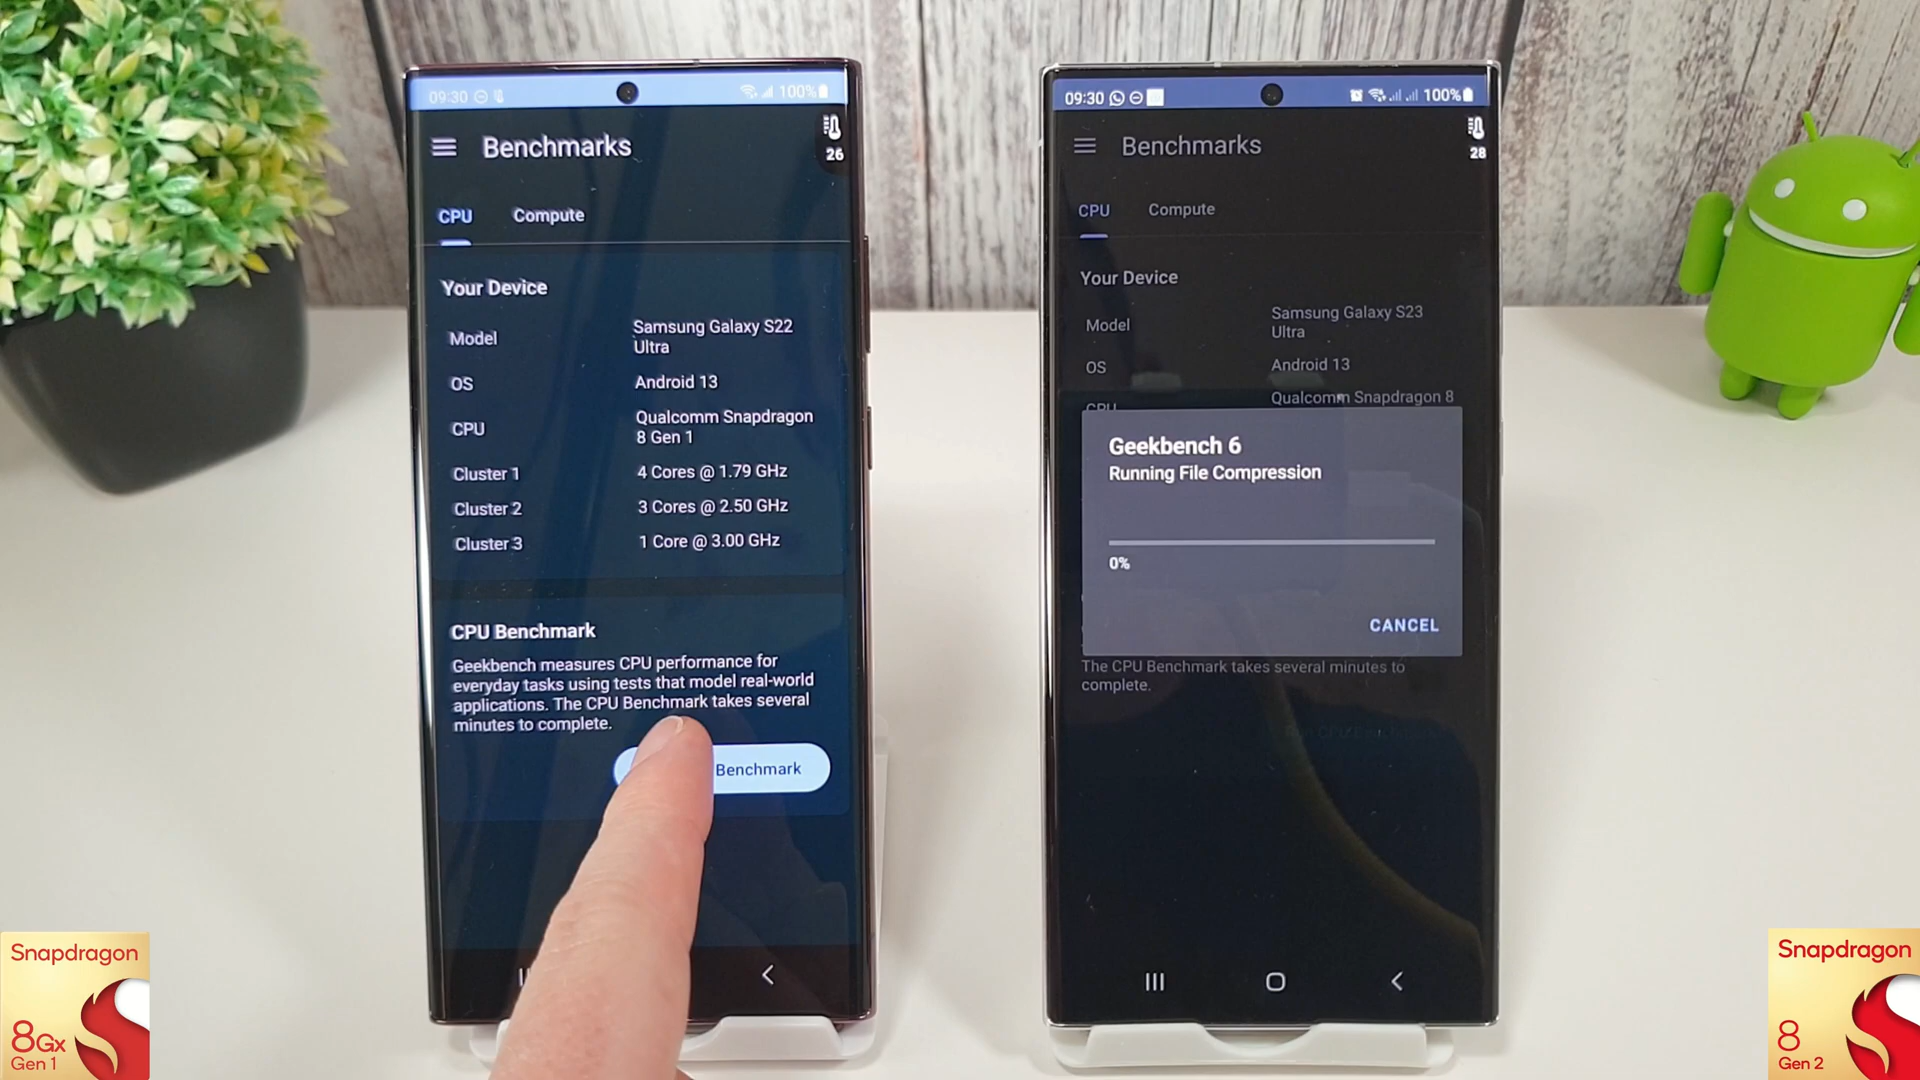 09:30
100%
Benchmarks
26
CPU
Compute
Your Device
Model
Samsung Galaxy S22
Ultra
OS
Android 13
CPU
Qualcomm Snapdragon
8 Gen 1
Cluster 1
4 Cores @ 1.79 GHz
Cluster 2
3 Cores @ 2.50 GHz
Cluster 3
1 Core @ 3.00 GHz
CPU Benchmark
Geekbench measures CPU performance for
everyday tasks using tests that model real-world
applications. The CPU Benchmark takes several
minutes to complete.
Benchmark
09:30
100%
Benchmarks
28
CPU
Compute
Your Device
Model
Samsung Galaxy S23
Ultra
OS
Android 13
CPU
Qualcomm Snapdragon 8
Geekbench 6
Running File Compression
0%
CANCEL
The CPU Benchmark takes several minutes to
complete.
Snapdragon
8Gx
Gen 1
Snapdragon
8
Gen 2